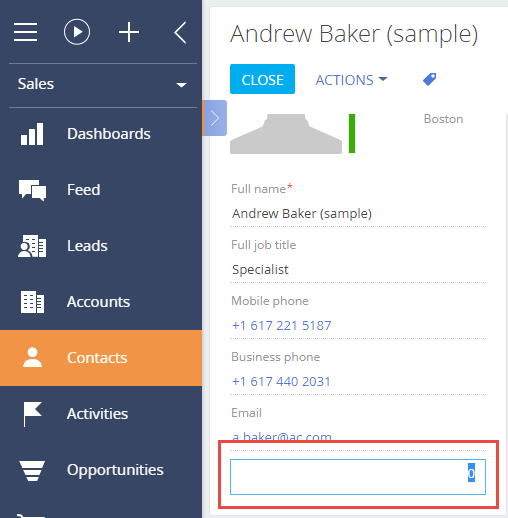 Sales
Dashboards
Feed
Leads
Accounts
Contacts
Activities
Opportunities
Andrew Baker (sample)
CLOSE
ACTIONS
Boston
Full name*
Andrew Baker (sample)
Full job title
Specialist
Mobile phone
+1 617 221 5187
Business phone
+1 617 440 2031
Email
a.baker@ac.com
0